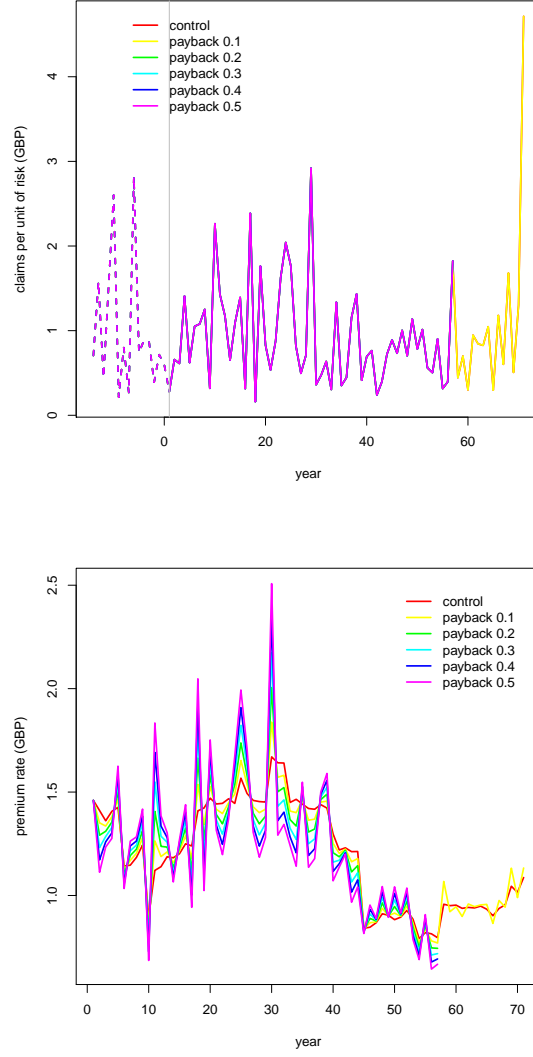 control
payback 0.1
payback 0.2
payback 0.3
payback 0.4
payback 0.5
claims per unit of risk (GBP)
0
1
2
3
4
0 20 40 60
year
control
payback 0.1
payback 0.2
payback 0.3
payback 0.4
payback 0.5
premium rate (GBP)
1.0
1.5
2.0
2.5
0 10 20 30 40 50 60 70
year